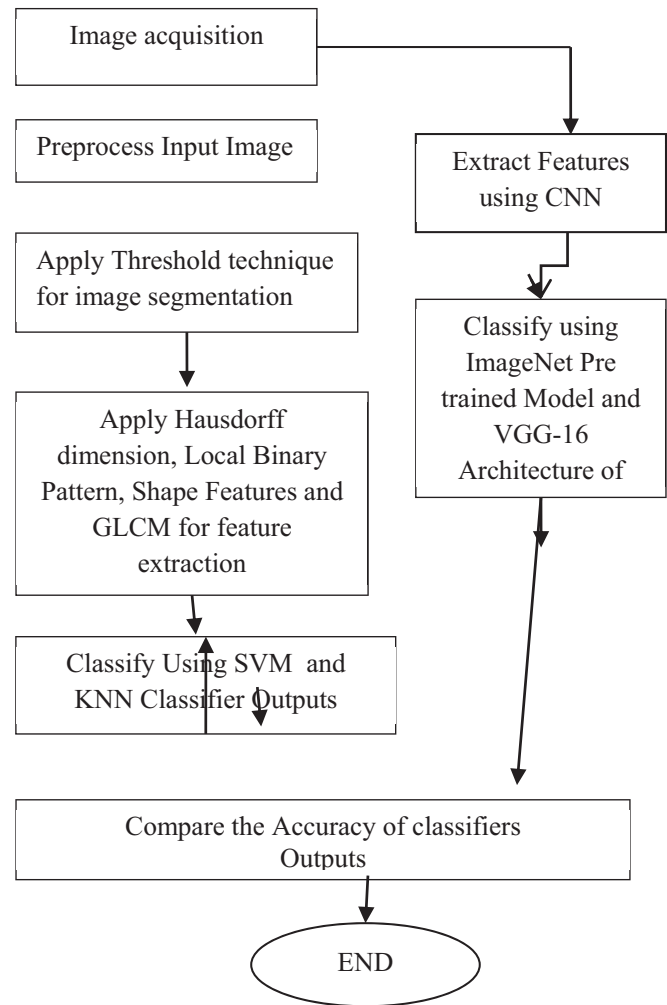 Image acquisition
Preprocess Input Image
Apply Threshold technique
for image segmentation
Apply Hausdorff
dimension, Local Binary
Pattern, Shape Features and
GLCM for feature
extraction
Classify Using SVM and
KNN Classifier Outputs
Extract Features
using CNN
Classify using
ImageNet Pre
trained Model and
VGG-16
Architecture of
Compare the Accuracy of classifiers
Outputs
END